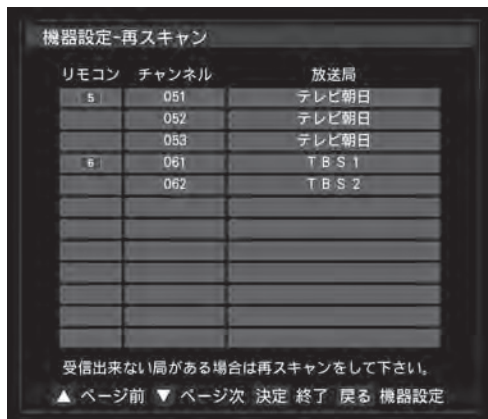 機器設定-再スキャン
リモコン チャンネル 放送局
5 051 テレビ朝日
052 テレビ朝日
053 テレビ朝日
6 061 TBS1
062 TBS2
受信出来ない局がある場合は再スキャンをして下さい。
▲ ページ前 ▼ ページ次 決定 終了 戻る 機器設定